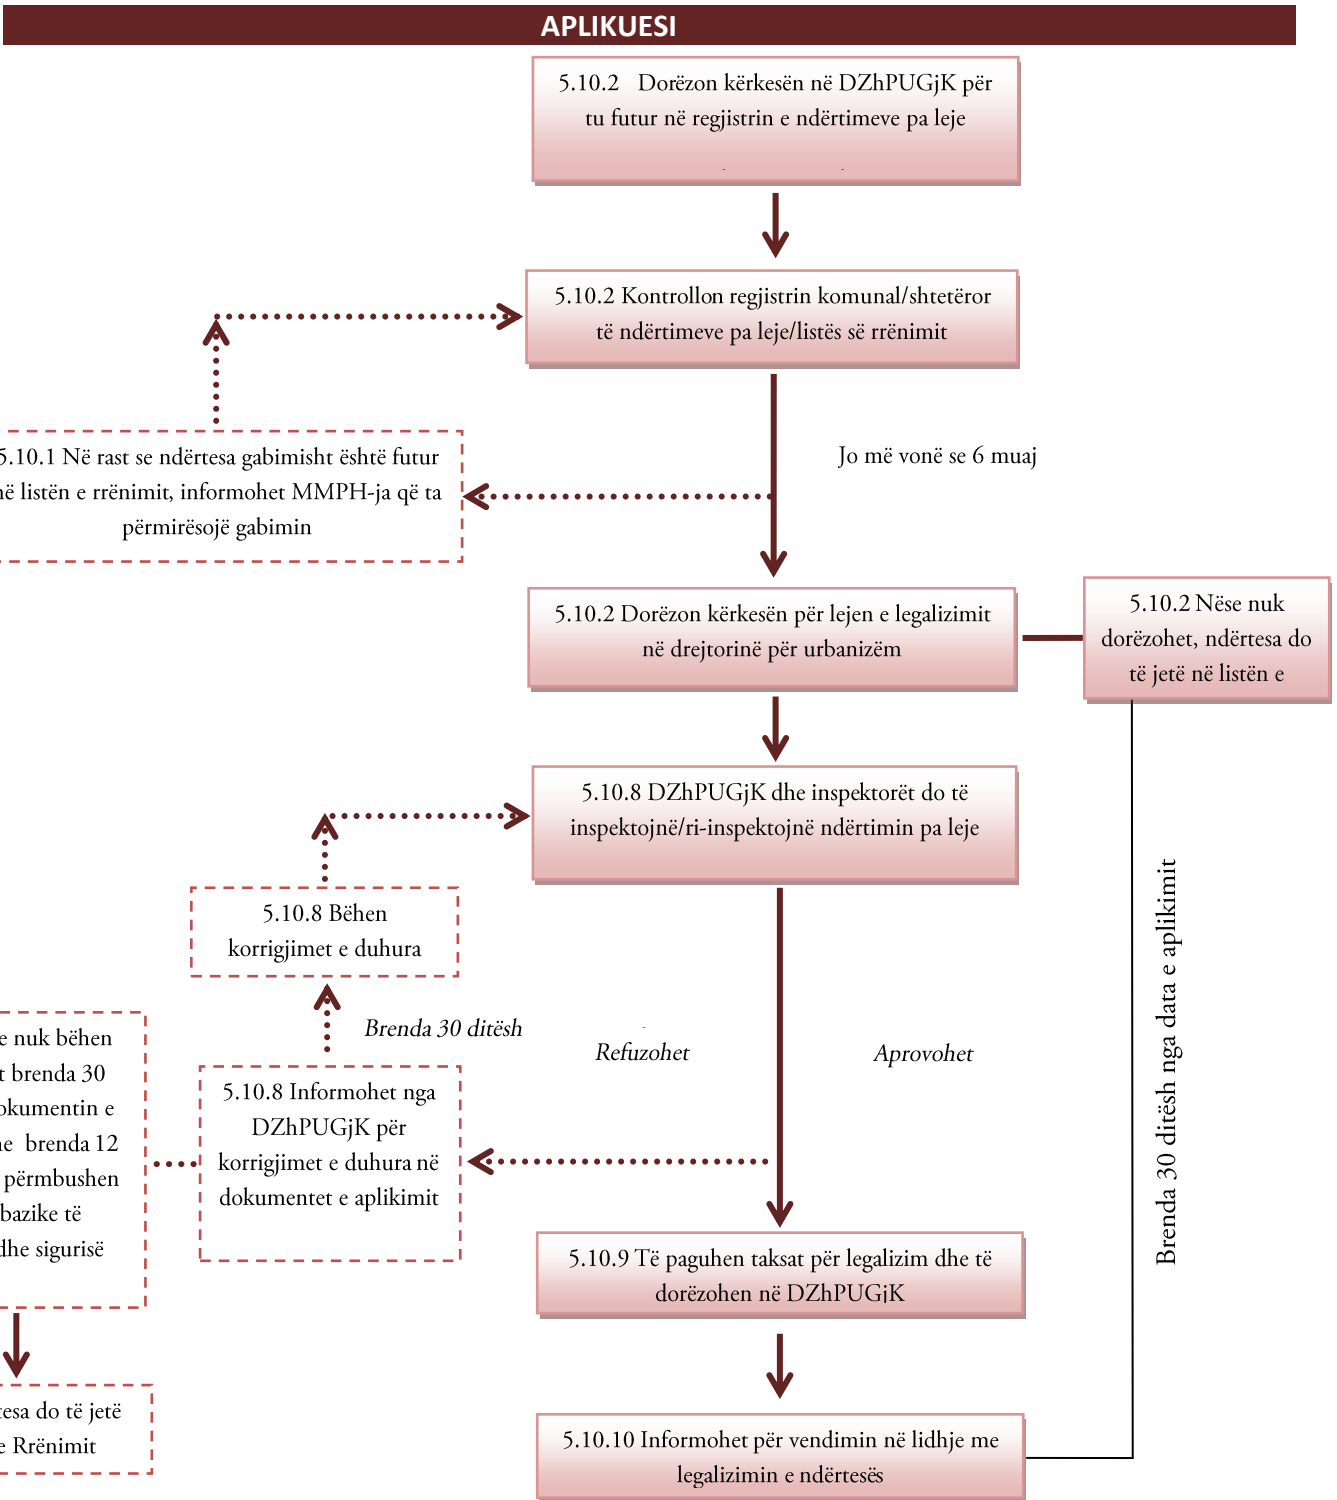 APLIKUESI
5.10.2 Dorëzon kërkesën në DZhPUGjK për
tu futur në regjistrin e ndërtimeve pa leje
5.10.2 Kontrollon regjistrin komunal/shtetëror
të ndërtimeve pa leje/listës së rrënimit
5.10.1 Në rast se ndërtesa gabimisht është futur
në listën e rrënimit, informohet MMPH-ja që ta
përmirësojë gabimin
Jo më vonë se 6 muaj
5.10.2 Dorëzon kërkesën për lejen e legalizimit
në drejtorinë për urbanizëm
5.10.2 Nëse nuk
dorëzohet, ndërtesa do
të jetë në listën e
5.10.8 DZhPUGjK dhe inspektorët do të
inspektojnë/ri-inspektojnë ndërtimin pa leje
5.10.8 Bëhen
korrigjimet e duhura
Brenda 30 ditësh
Refuzohet
Aprovohet
Brenda 30 ditësh nga data e aplikimit
5.10.8 Informohet nga
DZhPUGjK për
korrigjimet e duhura në
dokumentet e aplikimit
nuk bëhen
brenda 30
e
brenda 12
përmbushen
bazike të
dhe sigurisë
5.10.9 Të paguhen taksat për legalizim dhe të
dorëzohen në DZhPUGjK
do të jetë
Rrënimit
5.10.10 Informohet për vendimin në lidhje me
legalizimin e ndërtesës